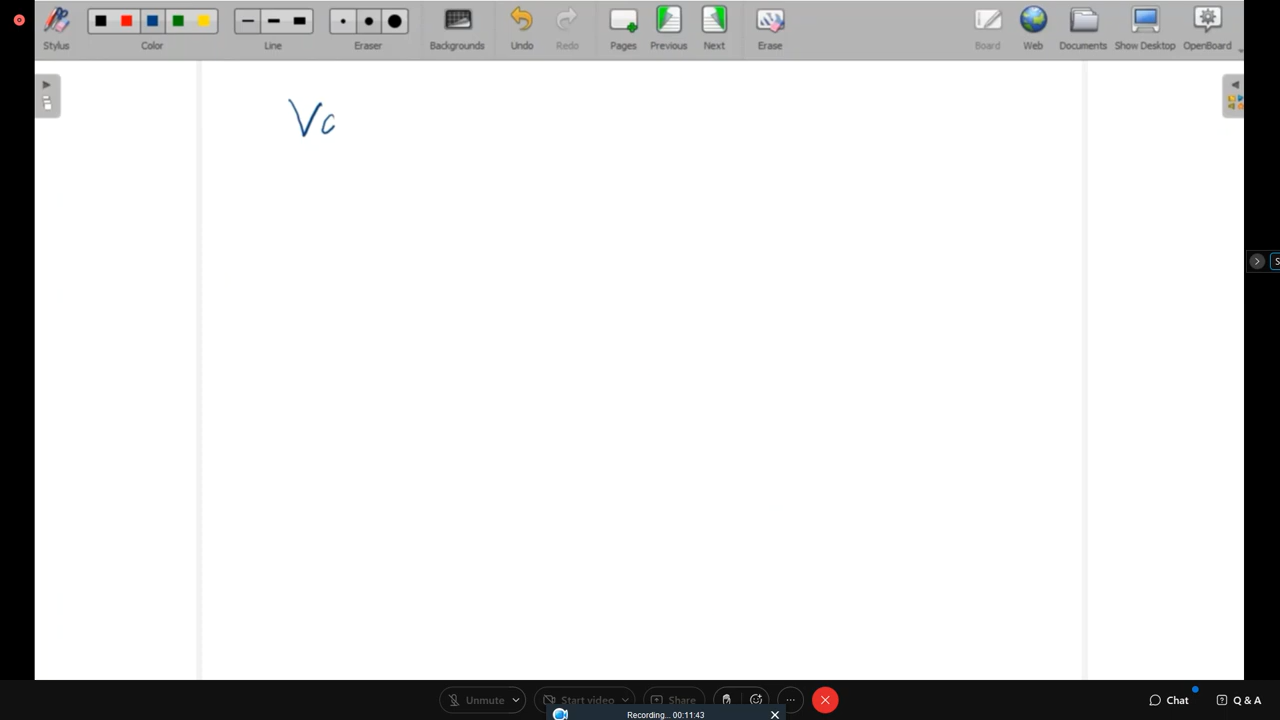 Stylus
Color
Line
Eraser
Backgrounds
Undo
Redo
Pages
Previous
Next
Erase
Board
Web
Documents
Show Desktop
OpenBoard
Vc
S
Unmute
Start video
Share
Chat
Q & A
Recording... 00:11:43